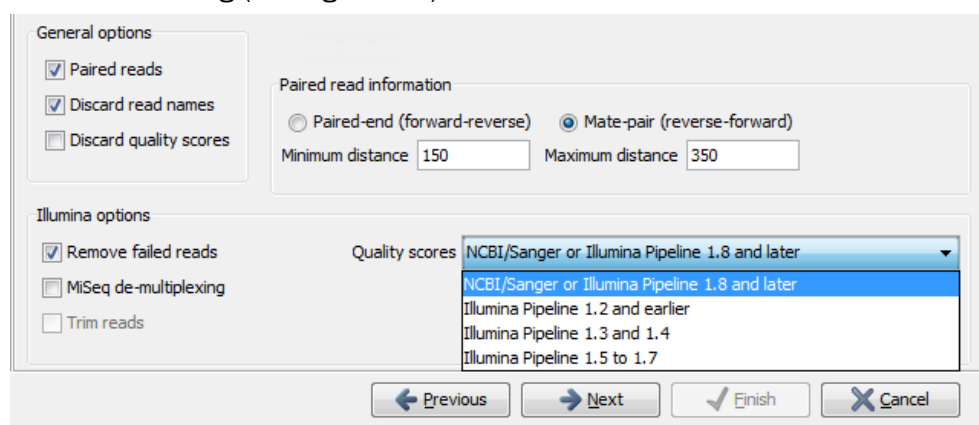 General options
Paired reads
Discard read names
Discard quality scores
Paired read information
Paired-end (forward-reverse) Mate-pair (reverse-forward)
Minimum distance 150 Maximum distance 350
Illumina options
Remove failed reads
MiSeq de-multiplexing
Trim reads
Quality scores NCBI/Sanger or Illumina Pipeline 1.8 and later
NCBI/Sanger or Illumina Pipeline 1.8 and later
Illumina Pipeline 1.2 and earlier
Illumina Pipeline 1.3 and 1.4
Illumina Pipeline 1.5 to 1.7
Previous Next Finish Cancel